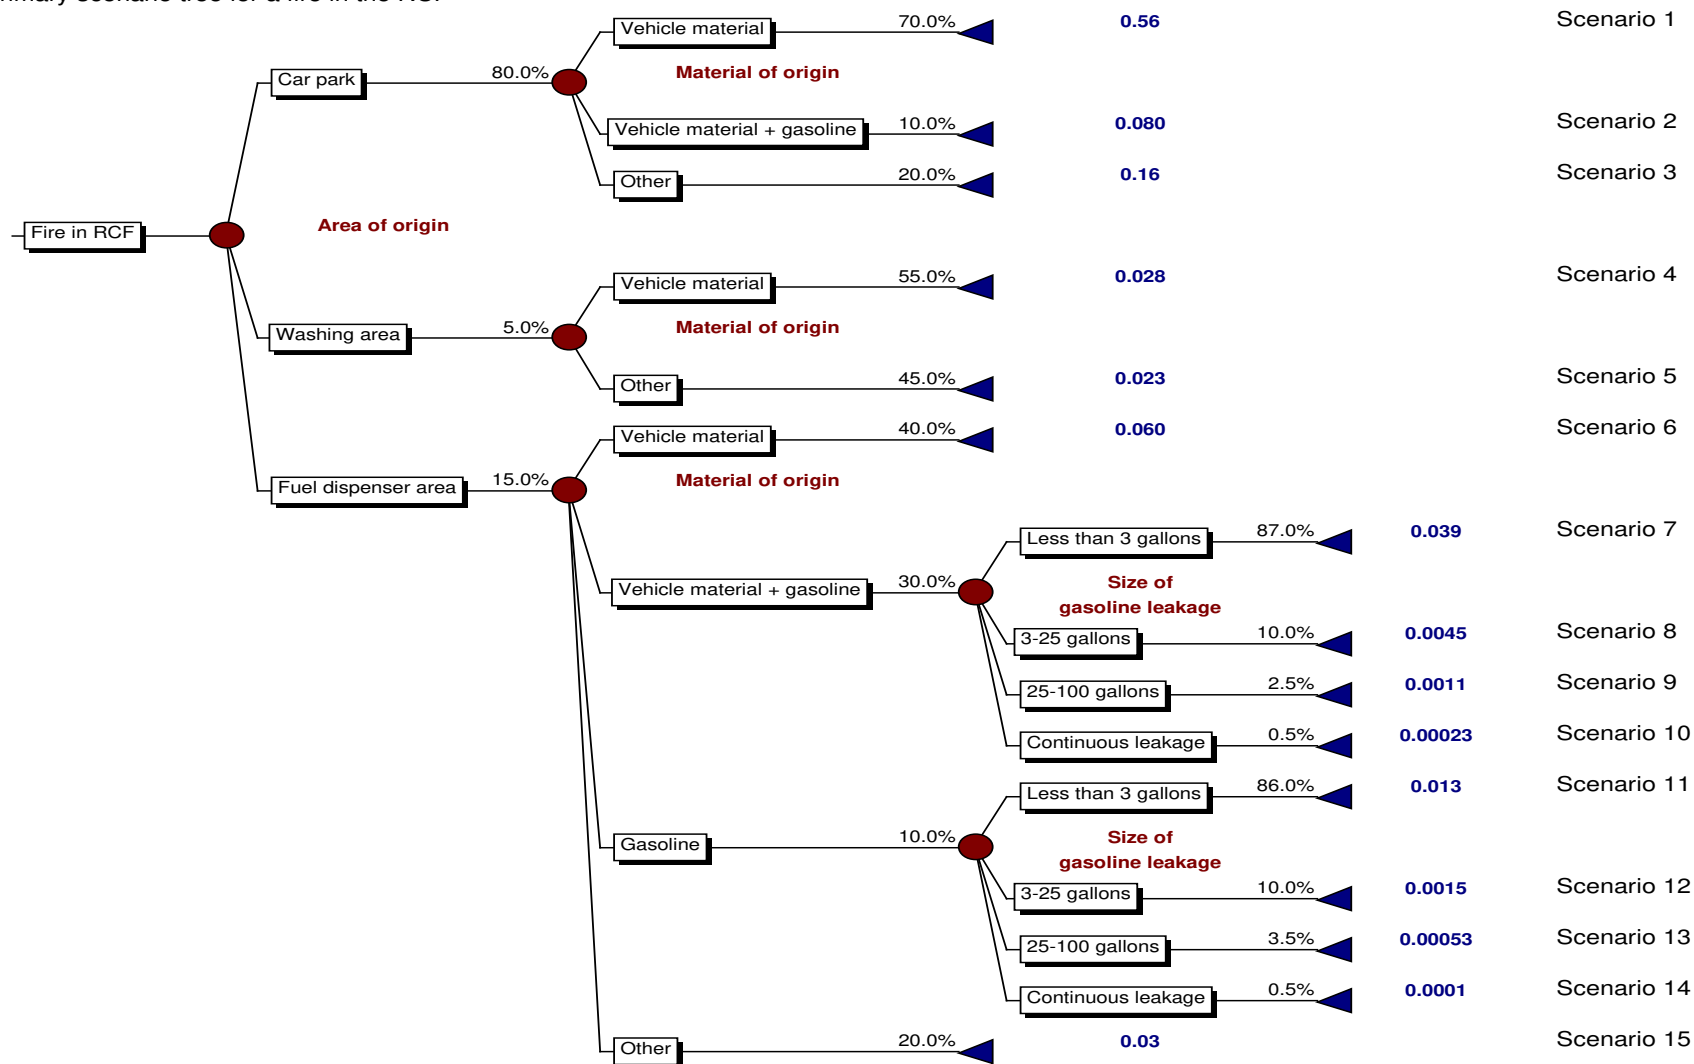 scenario tree for a fire in the
Vehicle material 70.0% 0.56 Scenario 1
Car park 80.0% Material of origin
Vehicle material + gasoline 10.0% 0.080 Scenario 2
Other 20.0% 0.16 Scenario 3
Fire in RCF Area of origin
Vehicle material 55.0% 0.028 Scenario 4
Washing area 5.0% Material of origin
Other 45.0% 0.023 Scenario 5
Vehicle material 40.0% 0.060 Scenario 6
Fuel dispenser area 15.0% Material of origin
Less than 3 gallons 87.0% 0.039 Scenario 7
Vehicle material + gasoline 30.0% Size of
gasoline leakage
3-25 gallons 10.0% 0.0045 Scenario 8
25-100 gallons 2.5% 0.0011 Scenario 9
Continuous leakage 0.5% 0.00023 Scenario 10
Less than 3 gallons 86.0% 0.013 Scenario 11
Gasoline 10.0% Size of
gasoline leakage
3-25 gallons 10.0% 0.0015 Scenario 12
25-100 gallons 3.5% 0.00053 Scenario 13
Continuous leakage 0.5% 0.0001 Scenario 14
Other 20.0% 0.03 Scenario 15